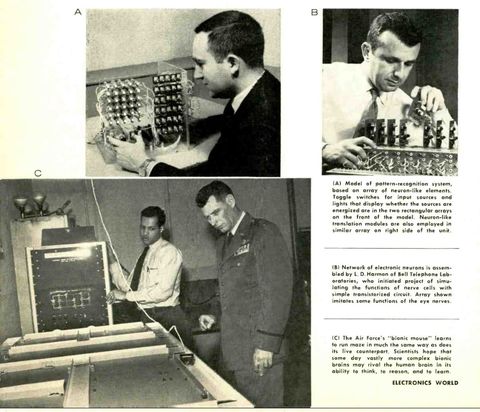 A
B
(A) Model of pattern-recognition system,
based on array of neuron-like elements.
Toggle switches for input sources and
lights that display whether the sources are
energized are in the two rectangular arrays
on the front of the model. Neuron-like
translation modules are also employed in
similar array on right side of the unit.
C
(B) Network of electronic neurons is assem-
bled by L. D. Harmon of Bell Telephone Lab-
oratories, who initiated project of simu-
lating the functions of nerve cells with
simple transistorized circuit. Array shown
imitates some functions of the eye nerves.
(C) The Air Force's "bionic mouse" learns
to run maze in much the same way as does
its live counterpart. Scientists hope that
some day vastly more complex bionic
brains may rival the human brain in its
ability to think, to reason, and to learn.
ELECTRONICS WORLD